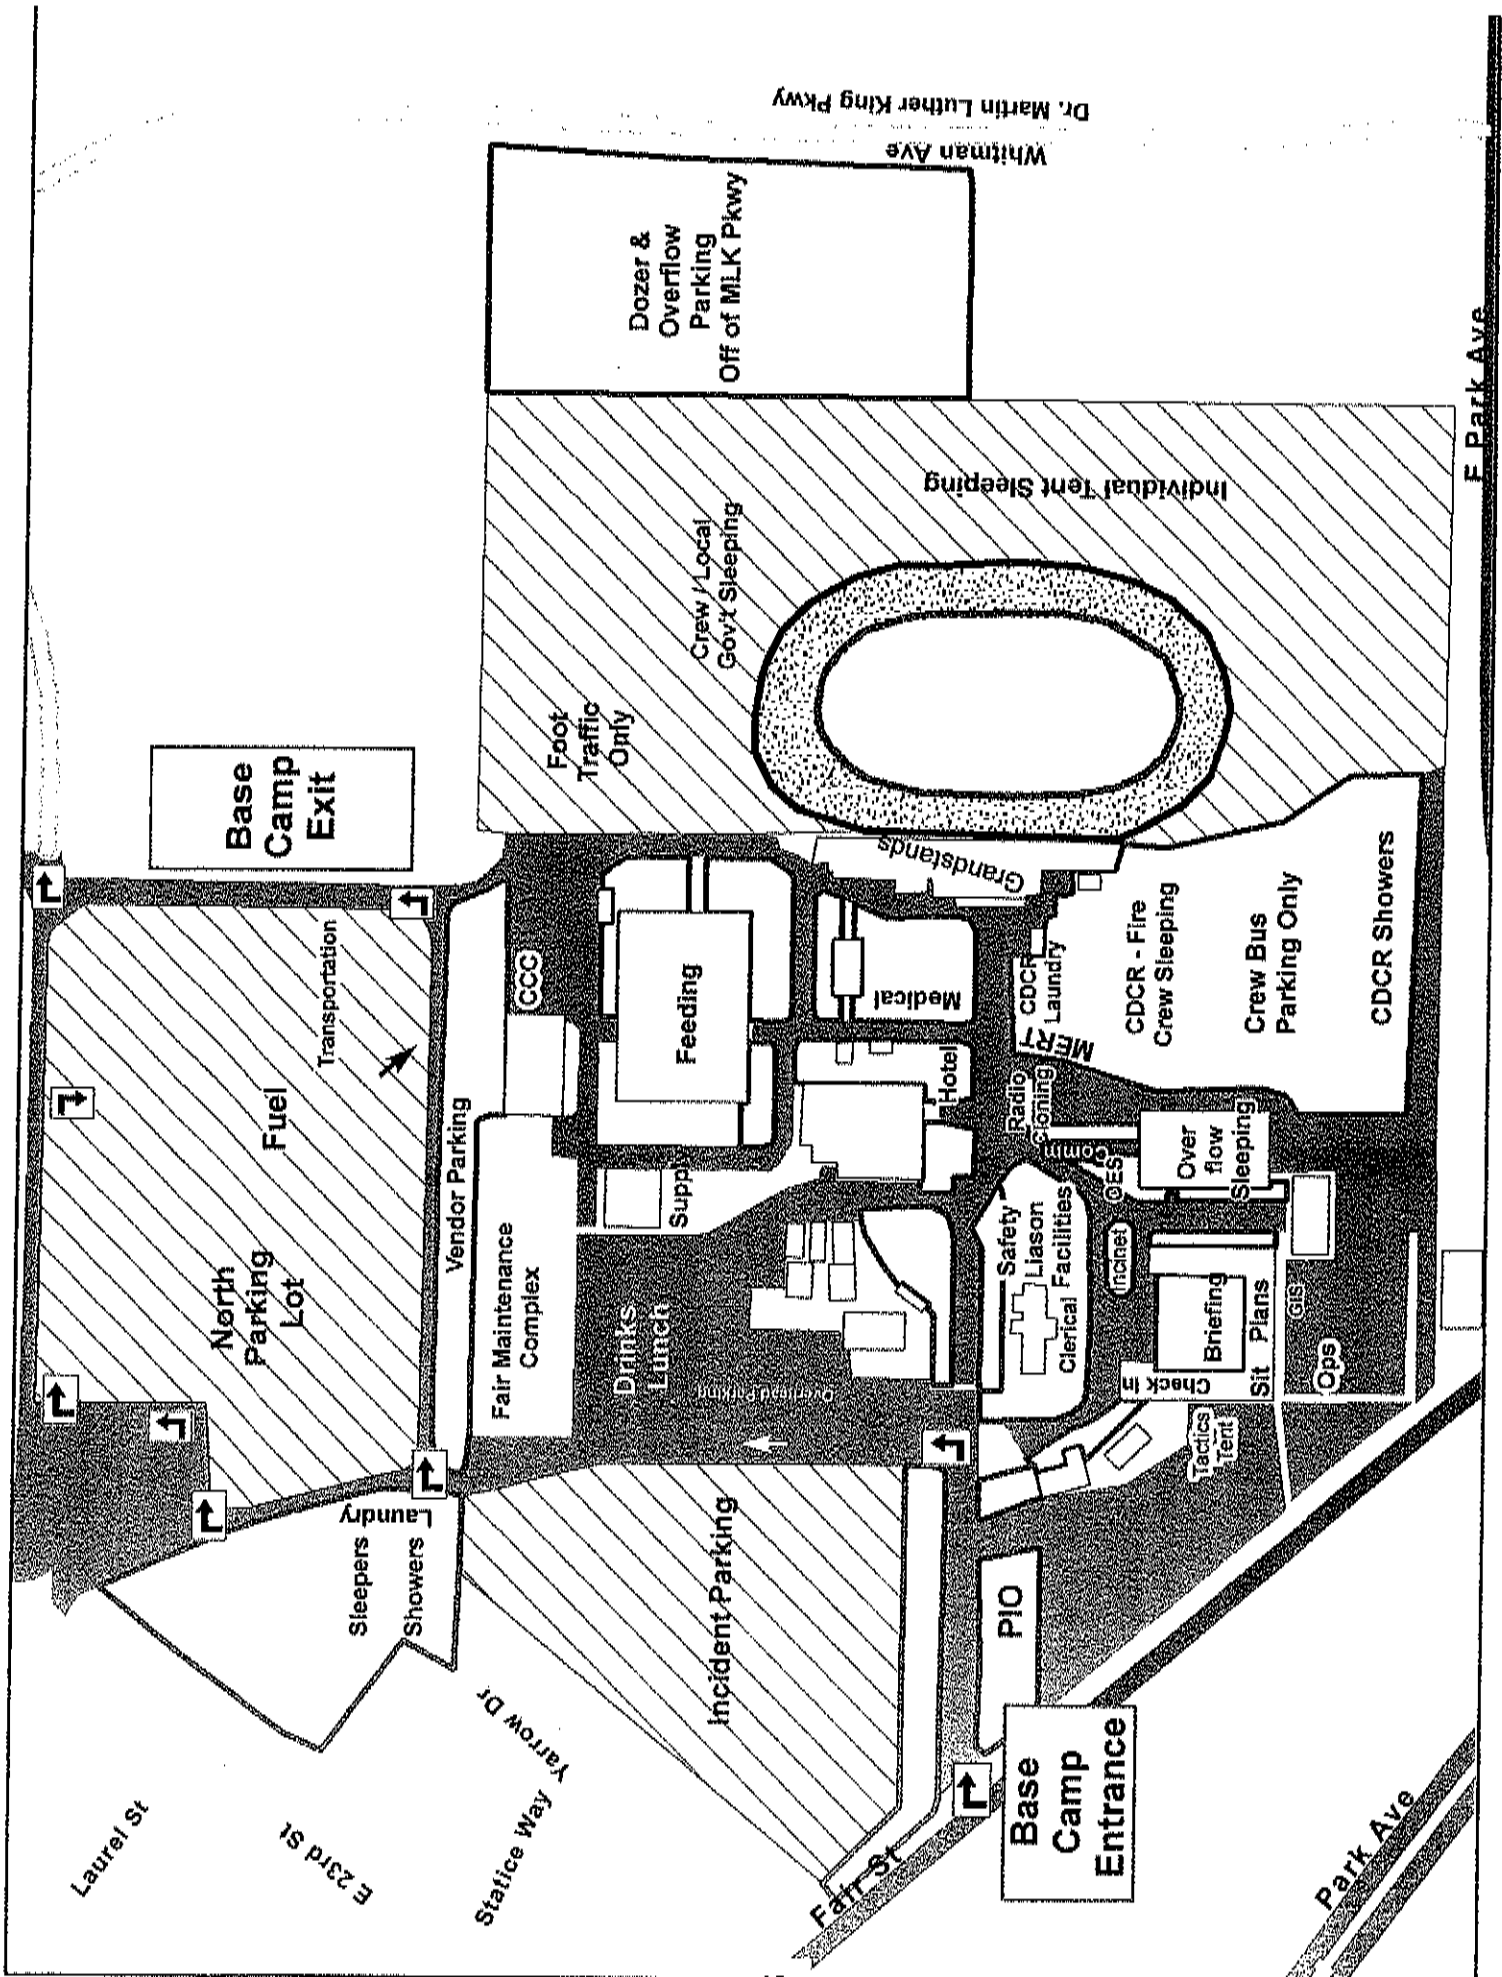 Laurel St
E 23rd St
Statice Way
Yarrow Dr
Fair St
Park Ave
Base
Camp
Entrance
PIO
Incident Parking
Sleepers
Showers
Laundry
North
Parking
Lot
Fuel
Transportation
Vendor Parking
Fair Maintenance
Complex
Drinks
Lunch
Overhead Parking
Supply
CCC
Feeding
Medical
Hotel
Safety
Liason
Facilities
Clerical
Incinet
OES
Comm
Radio
Cloning
Check In
Briefing
Sit Plans
GIS
Ops
Tactics
Tent
Over
flow
Sleeping
MERT
CDCR
Laundry
CDCR - Fire
Crew Sleeping
Crew Bus
Parking Only
CDCR Showers
Grandstands
Base
Camp
Exit
Foot
Traffic
Only
Crew / Local
Gov't Sleeping
Individual Tent Sleeping
Dozer &
Overflow
Parking
Off of MLK Pkwy
Whitman Ave
Dr. Martin Luther King Pkwy
E Park Ave